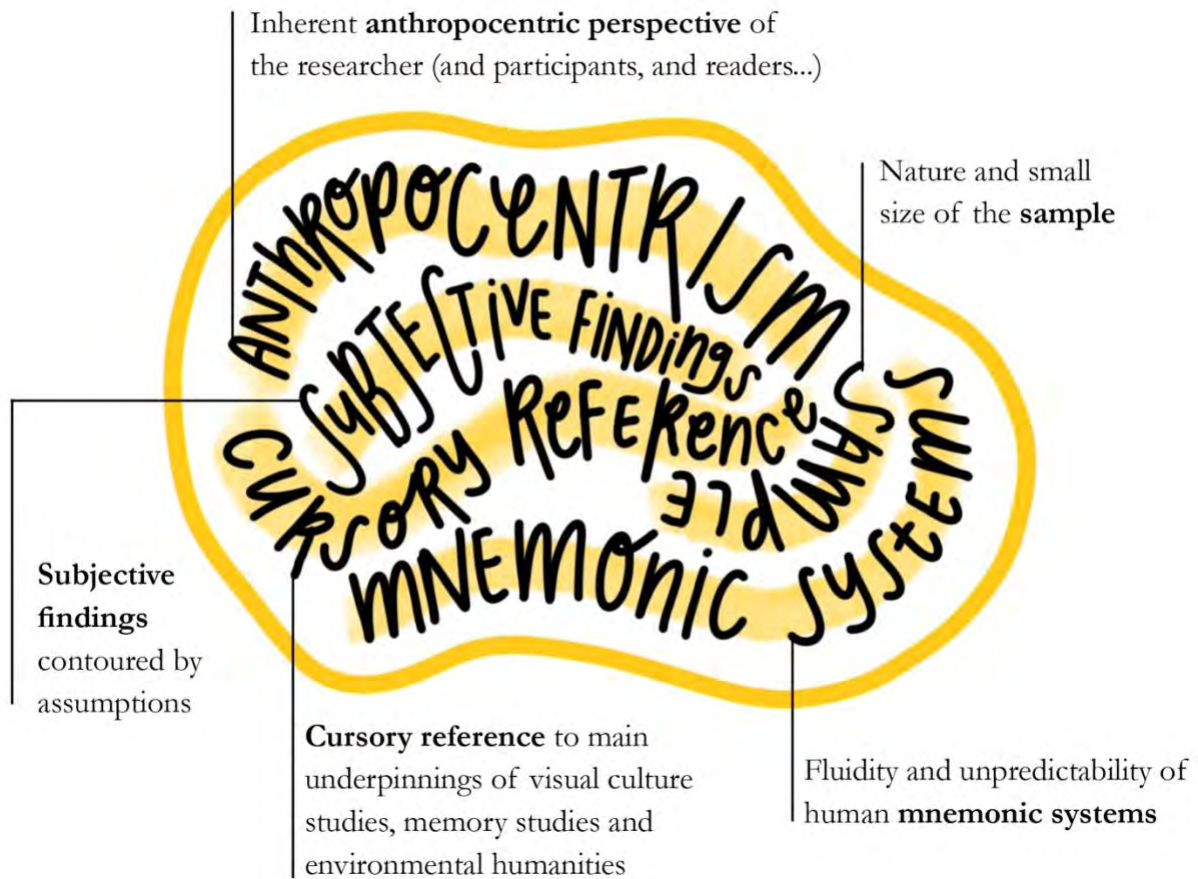 Inherent anthropocentric perspective of
the researcher (and participants, and readers...)
Nature and small
size of the sample
ANThROPOCeNTRISM
SUBJECTiVE FiNDings
CURSORY REFERence
SAMPLE
MNEMOnic SYStEMS
Subjective
findings
contoured by
assumptions
Cursory reference to main
underpinnings of visual culture
studies, memory studies and
environmental humanities
Fluidity and unpredictability of
human mnemonic systems